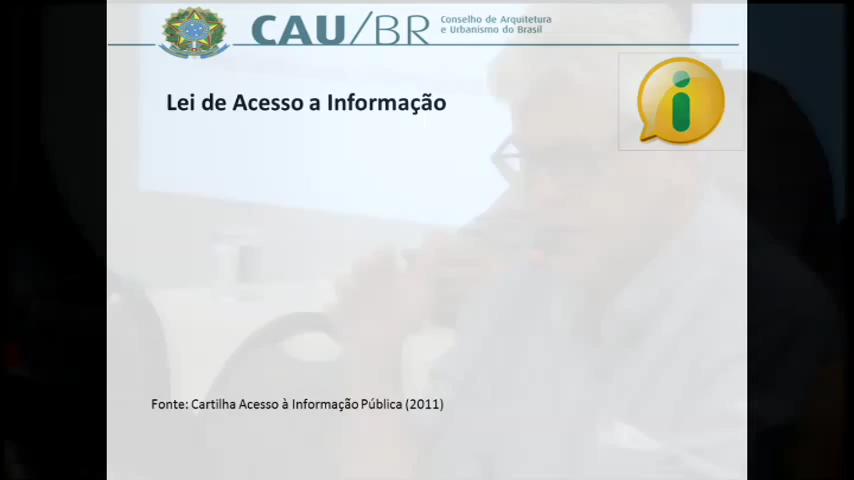 CAU/BR
Conselho de Arquitetura
e Urbanismo do Brasil
Lei de Acesso a Informação
i
Fonte: Cartilha Acesso à Informação Pública (2011)